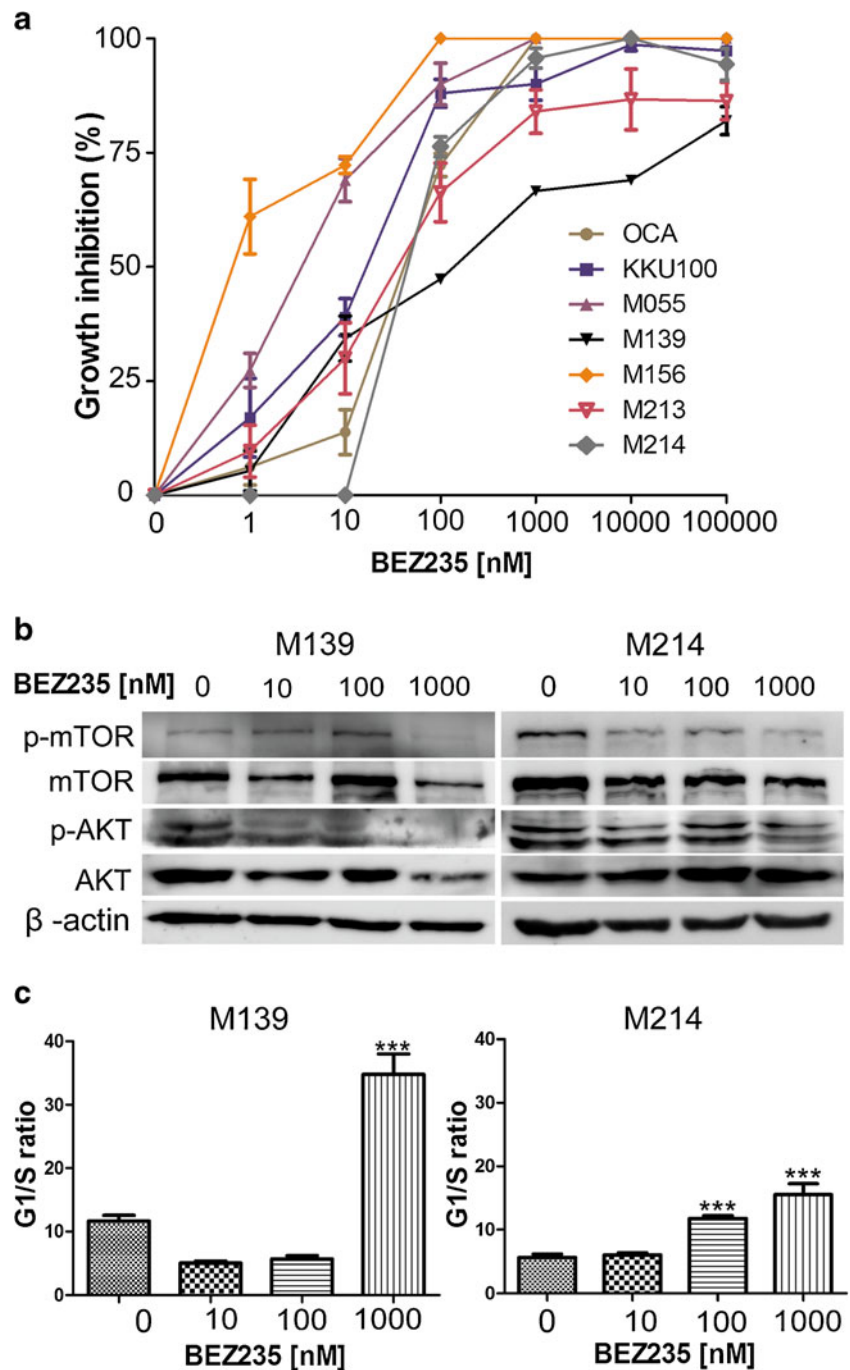 a
Growth inhibition (%)
100
75
50
25
0
0 1 10 100 1000 10000 100000
BEZ235 [nM]
OCA
KKU100
M055
M139
M156
M213
M214
b
M139 M214
BEZ235 [nM] 0 10 100 1000 0 10 100 1000
p-mTOR
mTOR
p-AKT
AKT
β -actin
c
M139
G1/S ratio
40
30
20
10
0
***
0 10 100 1000
BEZ235 [nM]
M214
G1/S ratio
40
30
20
10
0
***
***
0 10 100 1000
BEZ235 [nM]